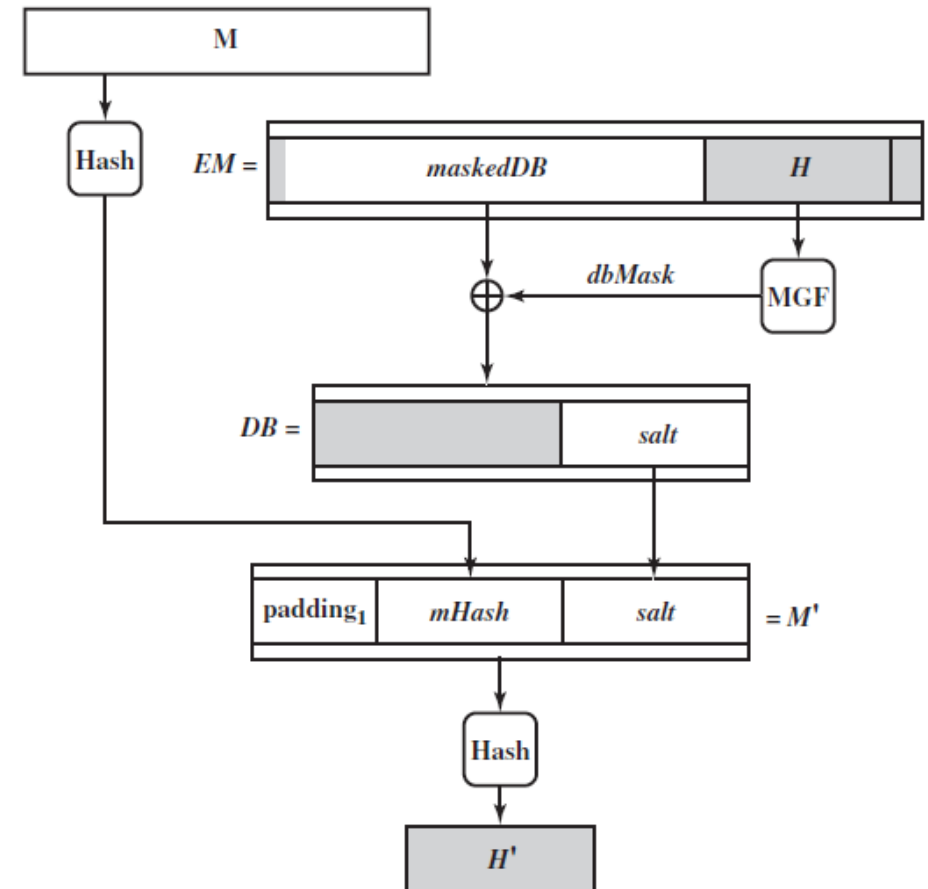 M
Hash
EM =
maskedDB
H
dbMask
MGF
DB =
salt
padding₁
mHash
salt
= M'
Hash
H'